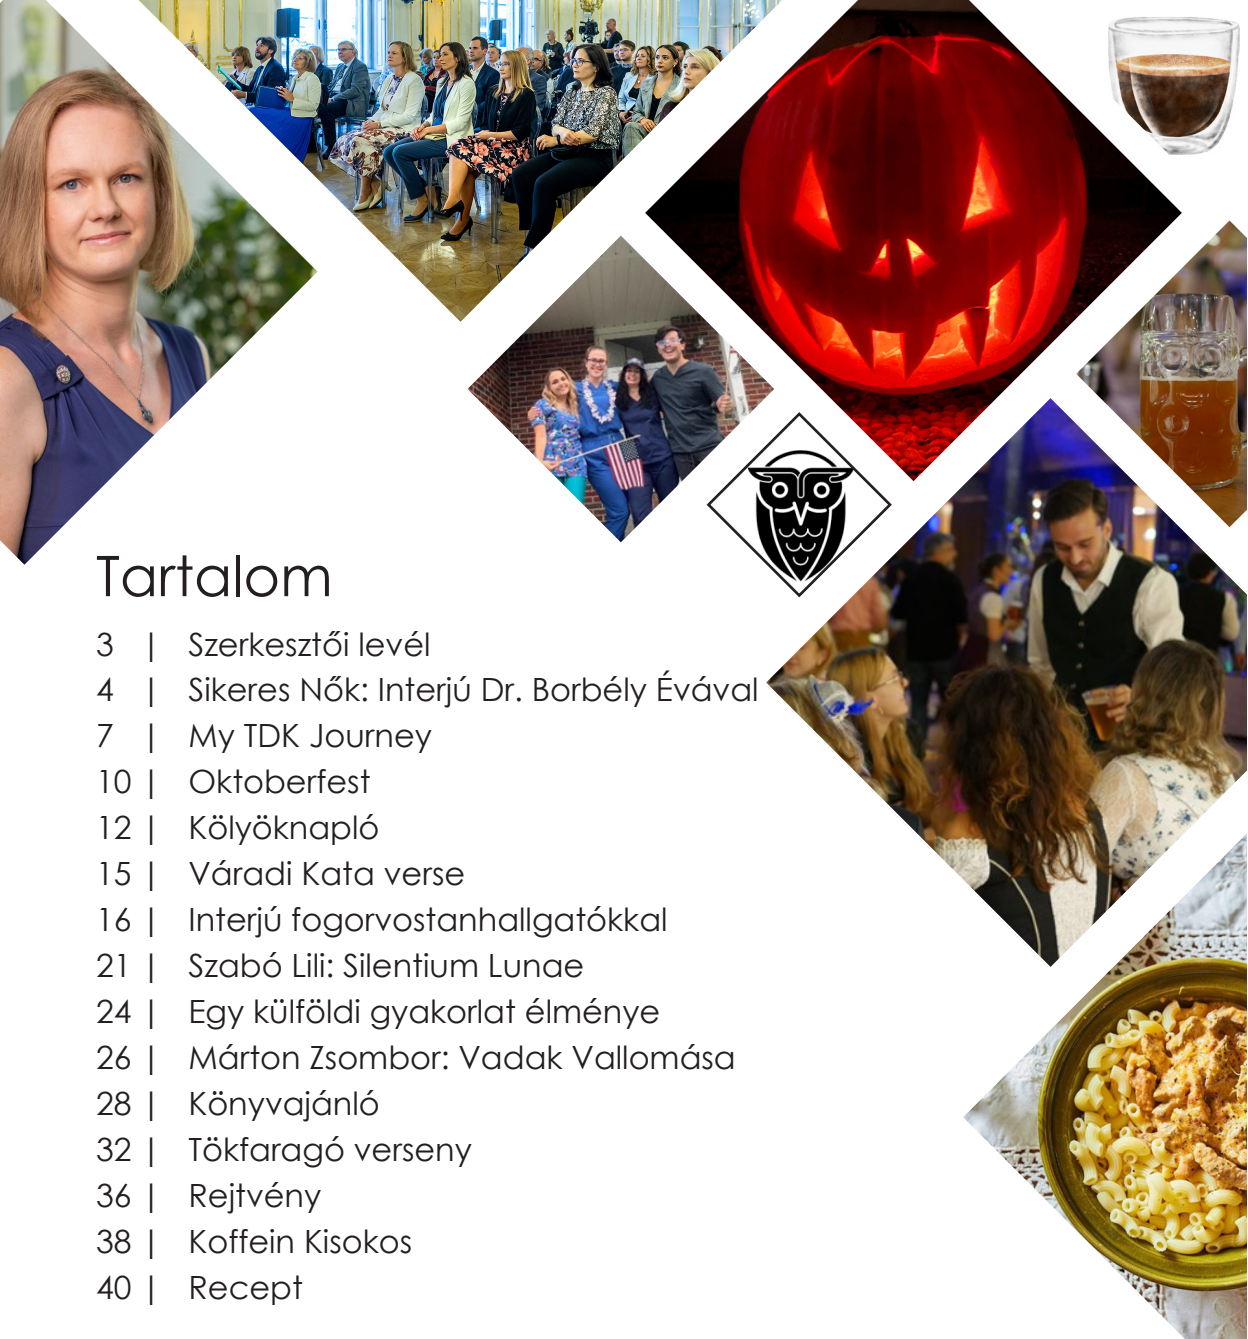 Tartalom
3 | Szerkesztői levél
4 | Sikeres Nők: Interjú Dr. Borbély Évával
7 | My TDK Journey
10 | Oktoberfest
12 | Kölyöknapló
15 | Váradi Kata verse
16 | Interjú fogorvostanhallgatókkal
21 | Szabó Lili: Silentium Lunae
24 | Egy külföldi gyakorlat élménye
26 | Márton Zsombor: Vadak Vallomása
28 | Könyvajánló
32 | Tökfaragó verseny
36 | Rejtvény
38 | Koffein Kisokos
40 | Recept